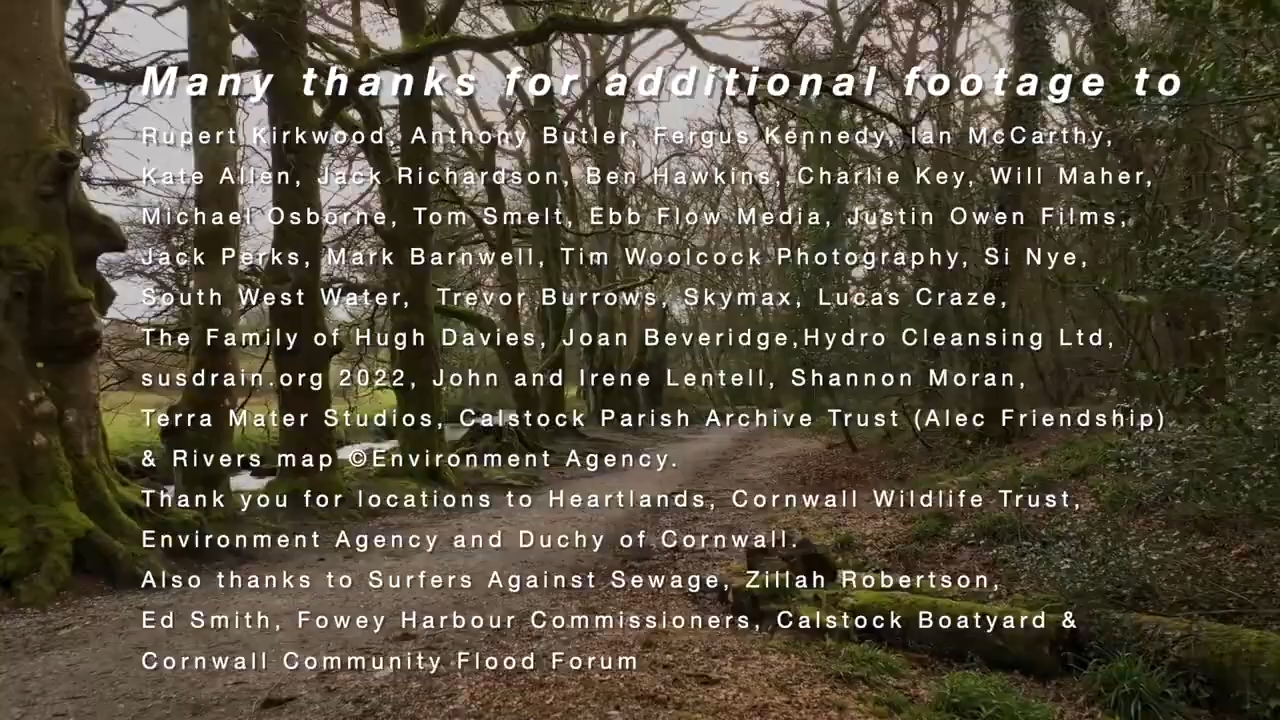 Many thanks for additional footage to
Rupert Kirkwood, Anthony Butler, Fergus Kennedy, Ian McCarthy,
Kate Allen, Jack Richardson, Ben Hawkins, Charlie Key, Will Maher,
Michael Osborne, Tom Smelt, Ebb Flow Media, Justin Owen Films,
Jack Perks, Mark Barnwell, Tim Woolcock Photography, Si Nye,
South West Water,  Trevor Burrows, Skymax, Lucas Craze,
The Family of Hugh Davies, Joan Beveridge,Hydro Cleansing Ltd,
susdrain.org 2022, John and Irene Lentell, Shannon Moran,
Terra Mater Studios, Calstock Parish Archive Trust (Alec Friendship)
& Rivers map ©Environment Agency.
Thank you for locations to Heartlands, Cornwall Wildlife Trust,
Environment Agency and Duchy of Cornwall.
Also thanks to Surfers Against Sewage, Zillah Robertson,
Ed Smith, Fowey Harbour Commissioners, Calstock Boatyard &
Cornwall Community Flood Forum